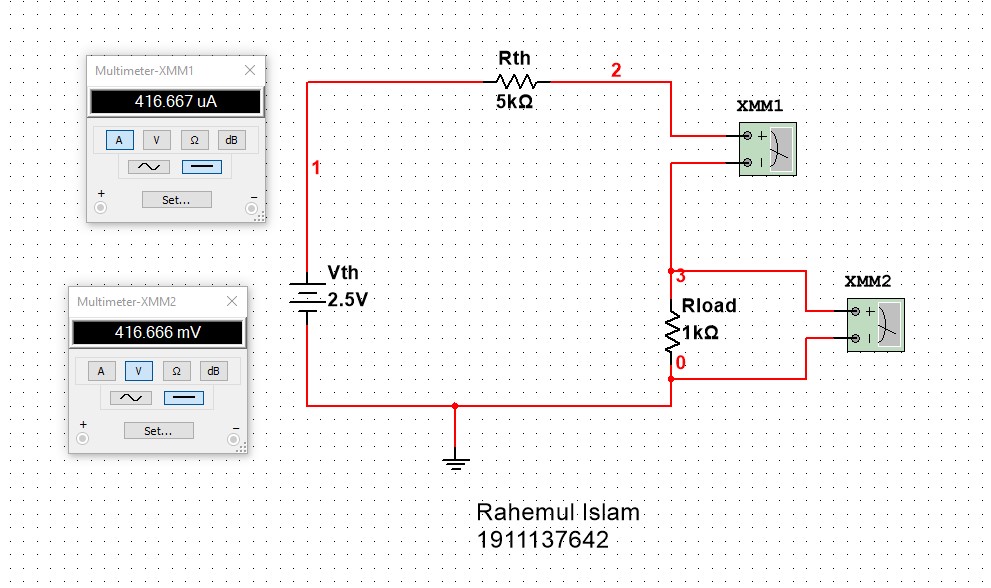 Multimeter-XMM1
416.667 uA
A V Ω dB
+ −
Set...
Multimeter-XMM2
416.666 mV
A V Ω dB
+ −
Set...
Rth
5kΩ
2
XMM1
+
1
Vth
2.5V
3
XMM2
+
Rload
1kΩ
0
Rahemul Islam
1911137642